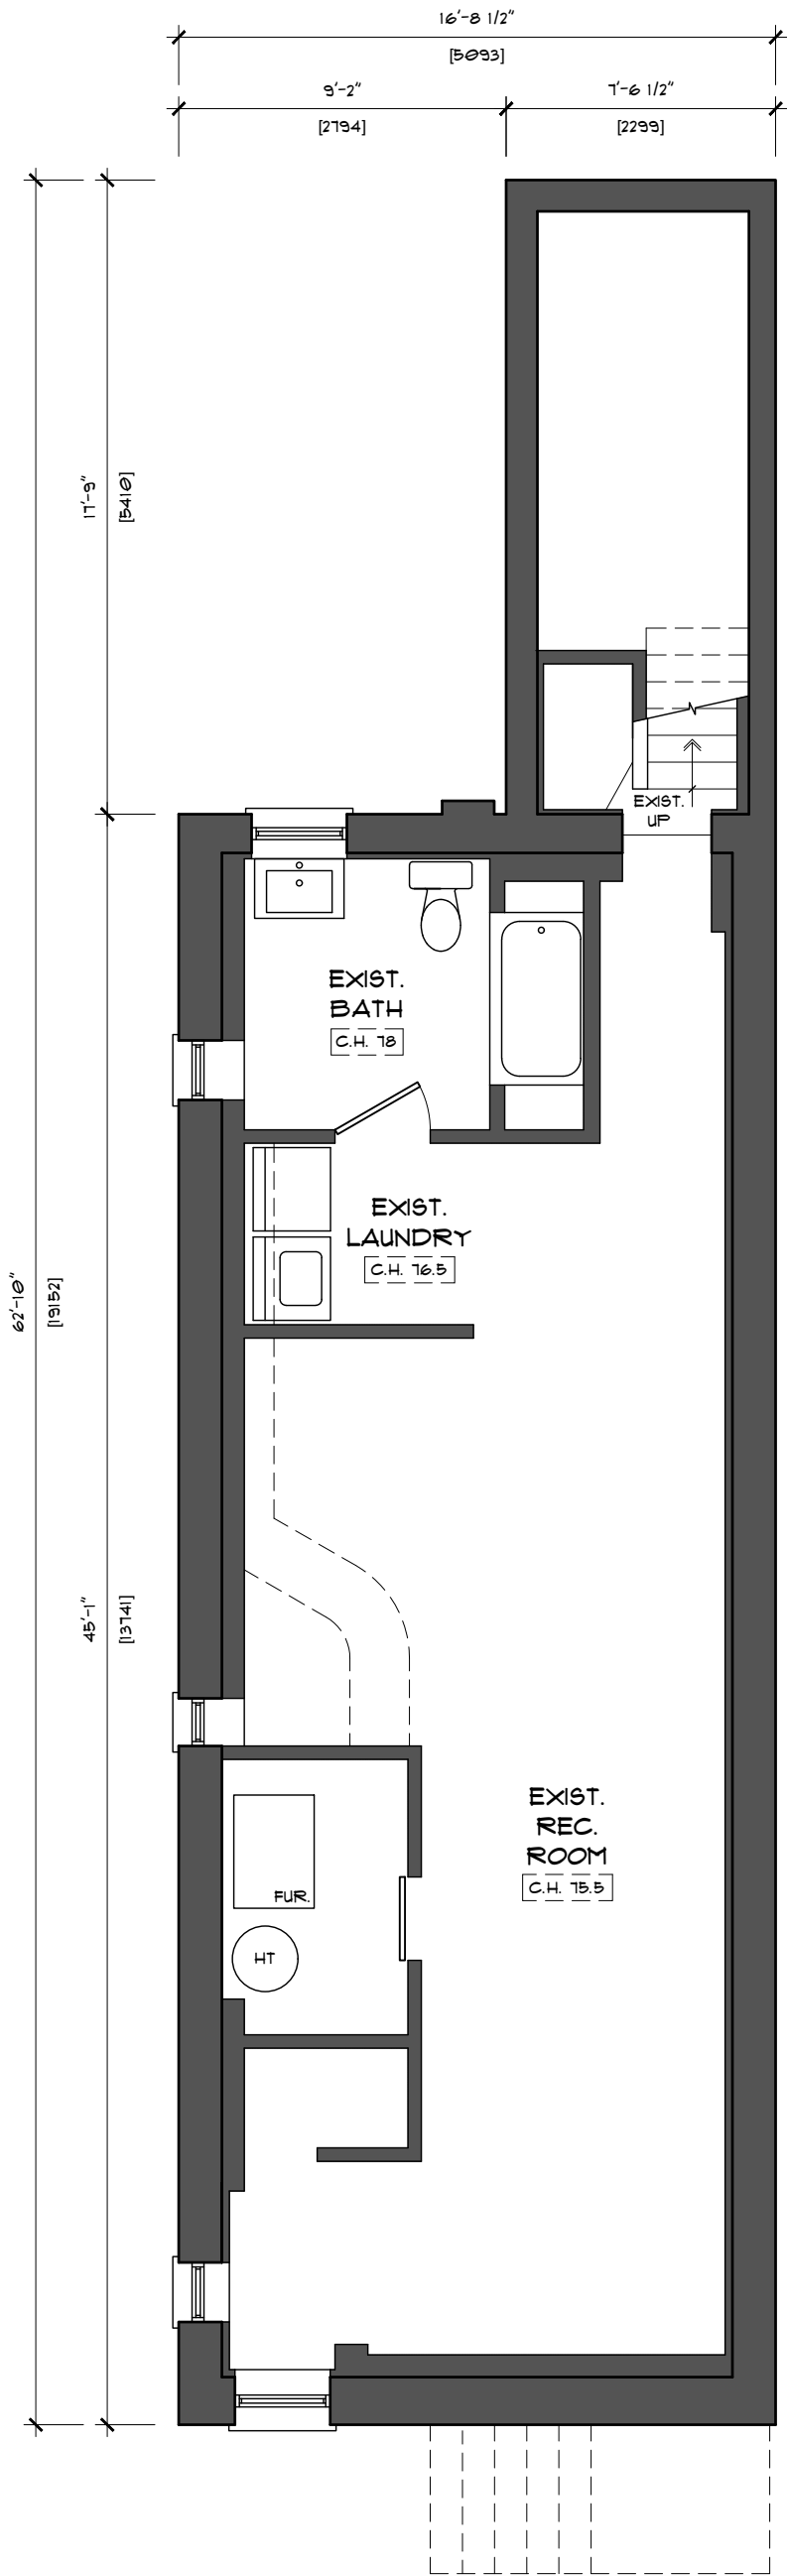 16'-8 1/2"
[5093]
9'-2"
[2794]
7'-6 1/2"
[2299]
17'-9"
[5410]
EXIST.
UP
EXIST.
BATH
C.H. 78
EXIST.
LAUNDRY
C.H. 76.5
62'-10"
[19152]
45'-1"
[13741]
EXIST.
REC.
ROOM
C.H. 75.5
FUR.
HT